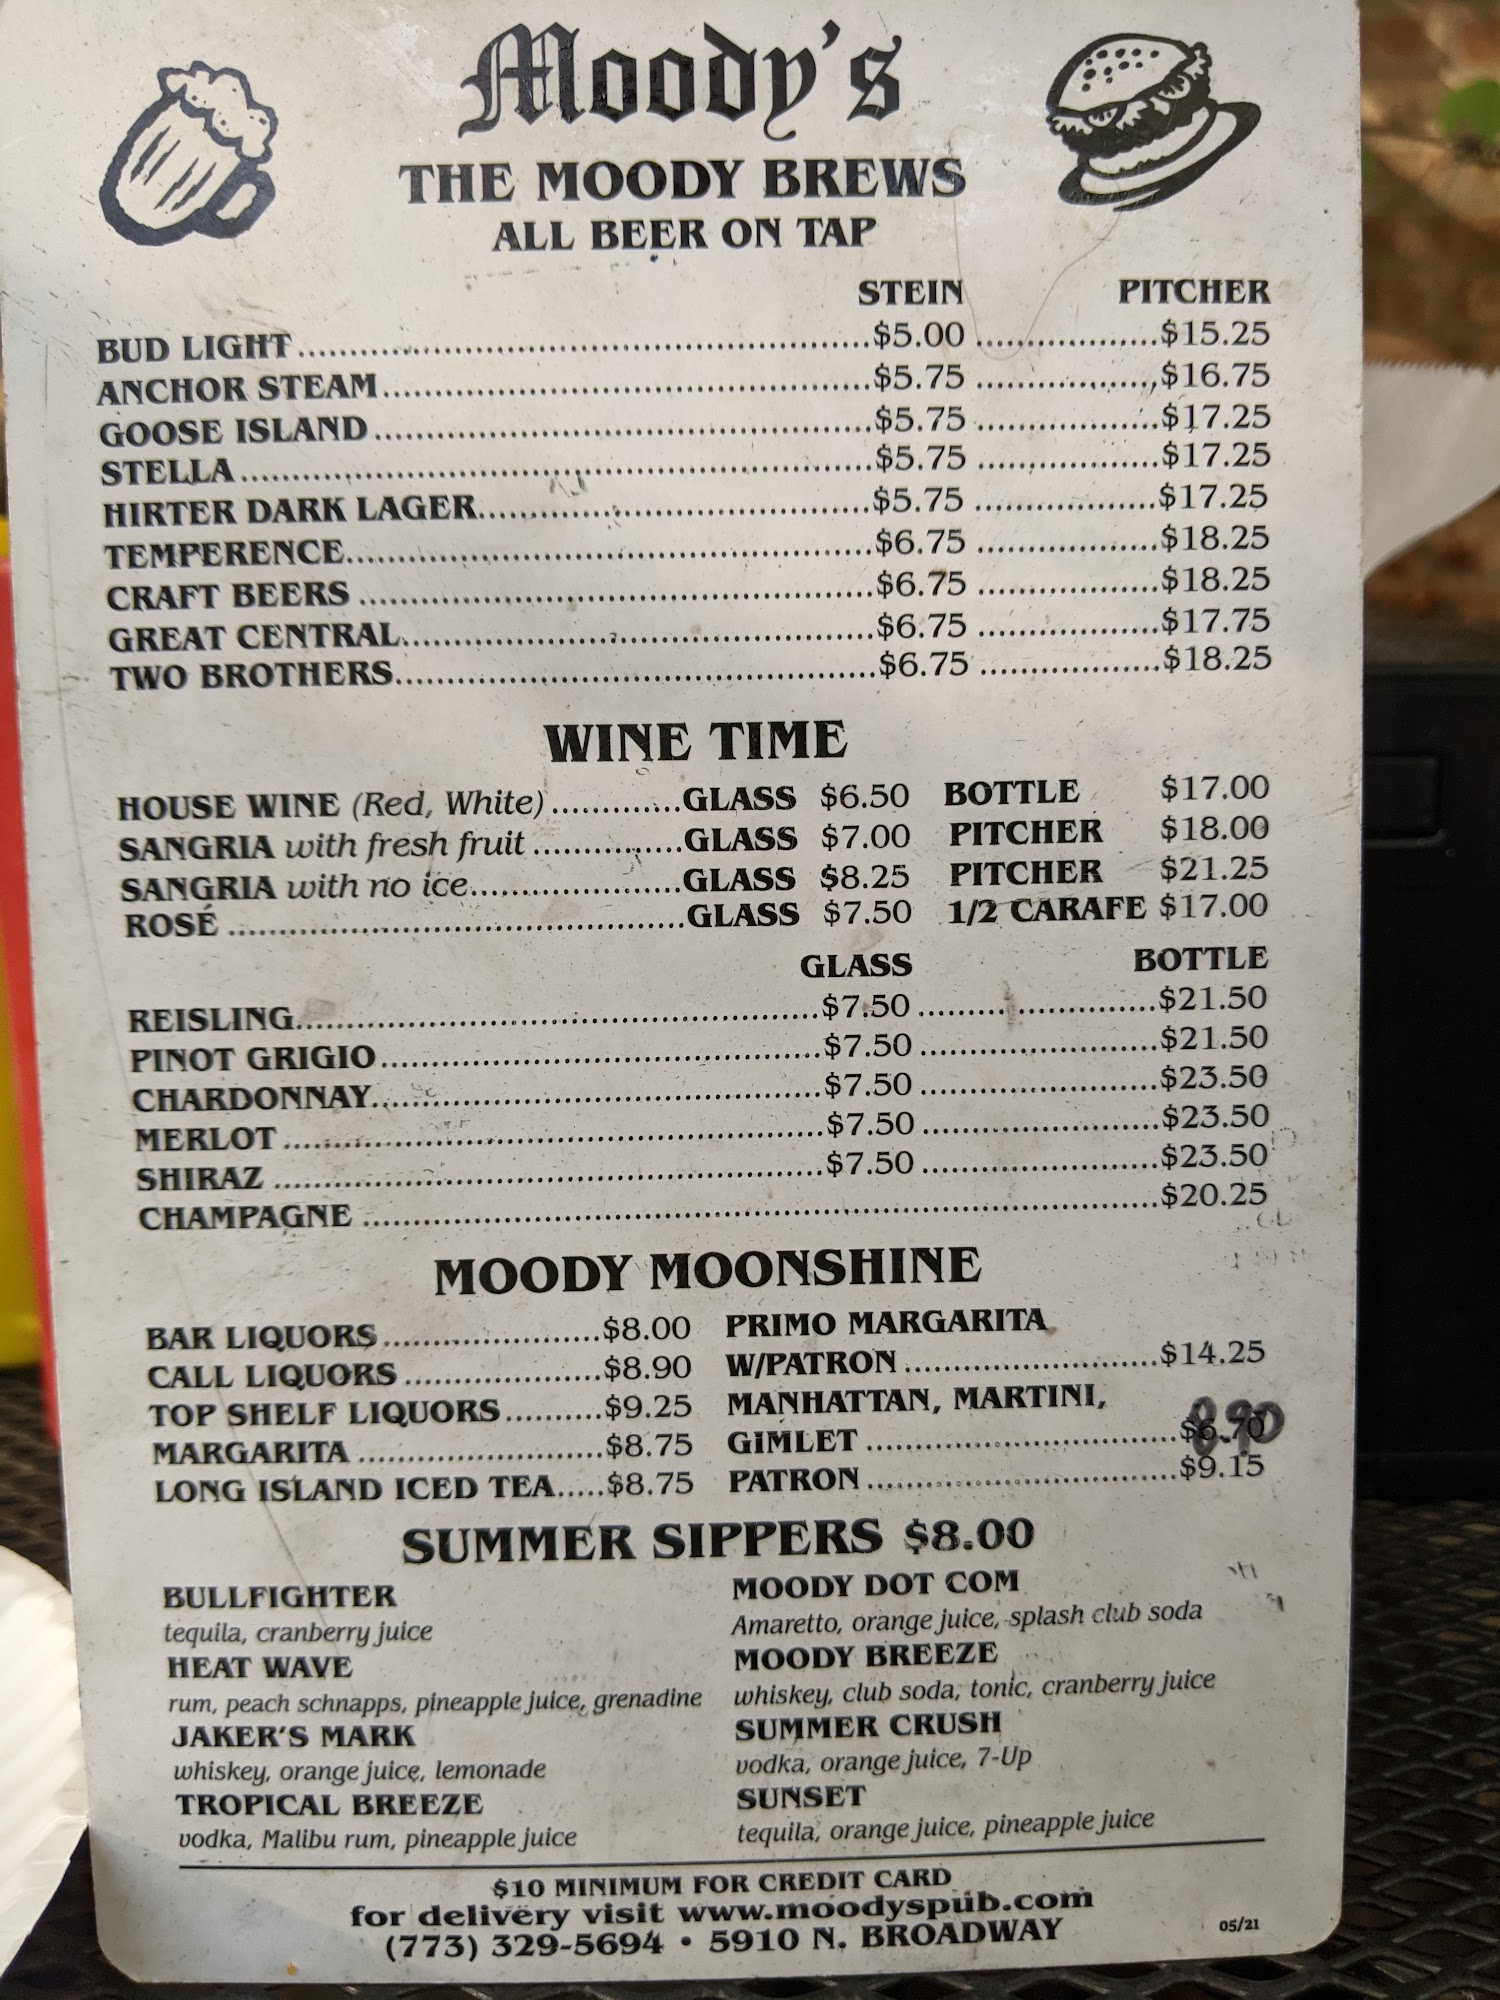 Moody's
THE MOODY BREWS
ALL BEER ON TAP
STEIN PITCHER
BUD LIGHT $5.00 $15.25
ANCHOR STEAM $5.75 $16.75
GOOSE ISLAND $5.75 $17.25
STELLA $5.75 $17.25
HIRTER DARK LAGER $5.75 $17.25
TEMPERENCE $6.75 $18.25
CRAFT BEERS $6.75 $18.25
GREAT CENTRAL $6.75 $17.75
TWO BROTHERS $6.75 $18.25
WINE TIME
HOUSE WINE (Red, White) GLASS $6.50 BOTTLE $17.00
SANGRIA with fresh fruit GLASS $7.00 PITCHER $18.00
SANGRIA with no ice GLASS $8.25 PITCHER $21.25
ROSÉ GLASS $7.50 1/2 CARAFE $17.00
GLASS BOTTLE
REISLING $7.50 $21.50
PINOT GRIGIO $7.50 $21.50
CHARDONNAY $7.50 $23.50
MERLOT $7.50 $23.50
SHIRAZ $7.50 $23.50
CHAMPAGNE $20.25
MOODY MOONSHINE
BAR LIQUORS $8.00
CALL LIQUORS $8.90
TOP SHELF LIQUORS $9.25
MARGARITA $8.75
LONG ISLAND ICED TEA $8.75
PRIMO MARGARITA
W/PATRON $14.25
MANHATTAN, MARTINI,
GIMLET $6.70 8.90
PATRON $9.15
SUMMER SIPPERS $8.00
BULLFIGHTER
tequila, cranberry juice
HEAT WAVE
rum, peach schnapps, pineapple juice, grenadine
JAKER'S MARK
whiskey, orange juice, lemonade
TROPICAL BREEZE
vodka, Malibu rum, pineapple juice
MOODY DOT COM
Amaretto, orange juice, splash club soda
MOODY BREEZE
whiskey, club soda, tonic, cranberry juice
SUMMER CRUSH
vodka, orange juice, 7-Up
SUNSET
tequila, orange juice, pineapple juice
$10 MINIMUM FOR CREDIT CARD
for delivery visit www.moodyspub.com
(773) 329-5694 • 5910 N. BROADWAY
05/21